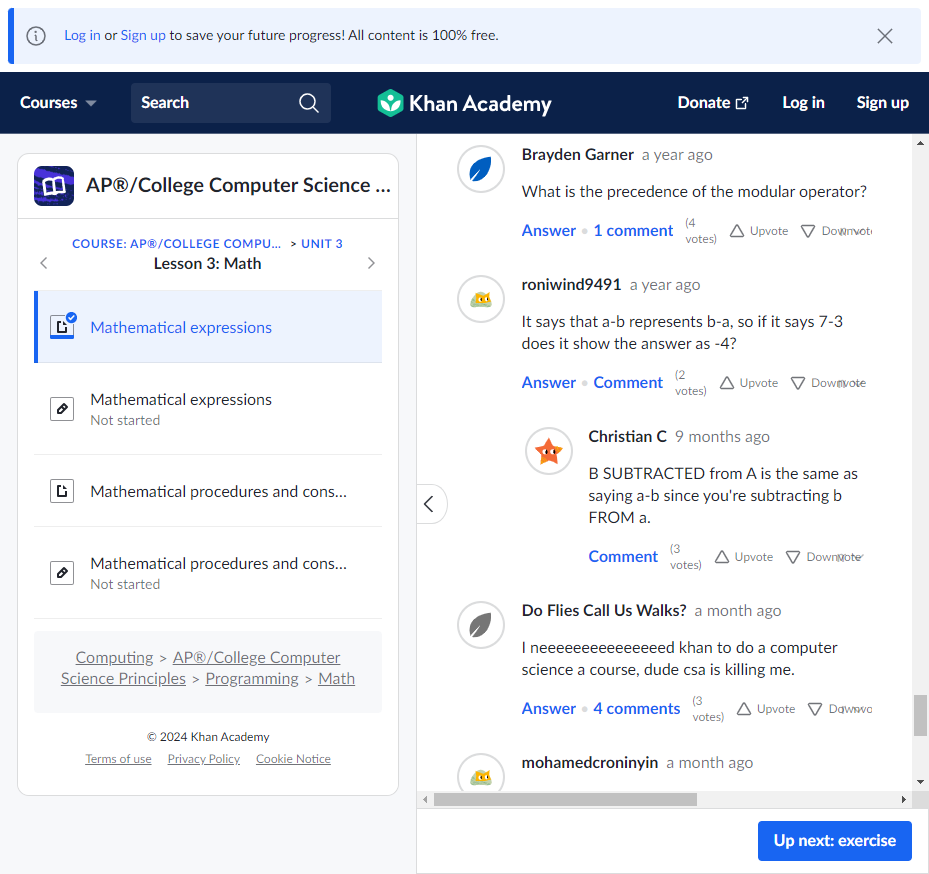 Log in or Sign up to save your future progress! All content is 100% free.
Courses
Search
Khan Academy
Donate
Log in
Sign up
AP®/College Computer Science ...
COURSE: AP®/COLLEGE COMPU... > UNIT 3
Lesson 3: Math
Mathematical expressions
Mathematical expressions
Not started
Mathematical procedures and cons...
Mathematical procedures and cons...
Not started
Computing > AP®/College Computer
Science Principles > Programming > Math
© 2024 Khan Academy
Terms of use Privacy Policy Cookie Notice
Brayden Garner a year ago
What is the precedence of the modular operator?
Answer • 1 comment (4 votes) Upvote
roniwind9491 a year ago
It says that a-b represents b-a, so if it says 7-3
does it show the answer as -4?
Answer • Comment (2 votes) Upvote
Christian C 9 months ago
B SUBTRACTED from A is the same as
saying a-b since you're subtracting b
FROM a.
Comment (3 votes) Upvote
Do Flies Call Us Walks? a month ago
I neeeeeeeeeeeeeeed khan to do a computer
science a course, dude csa is killing me.
Answer • 4 comments (3 votes) Upvote
mohamedcroninyin a month ago
Up next: exercise